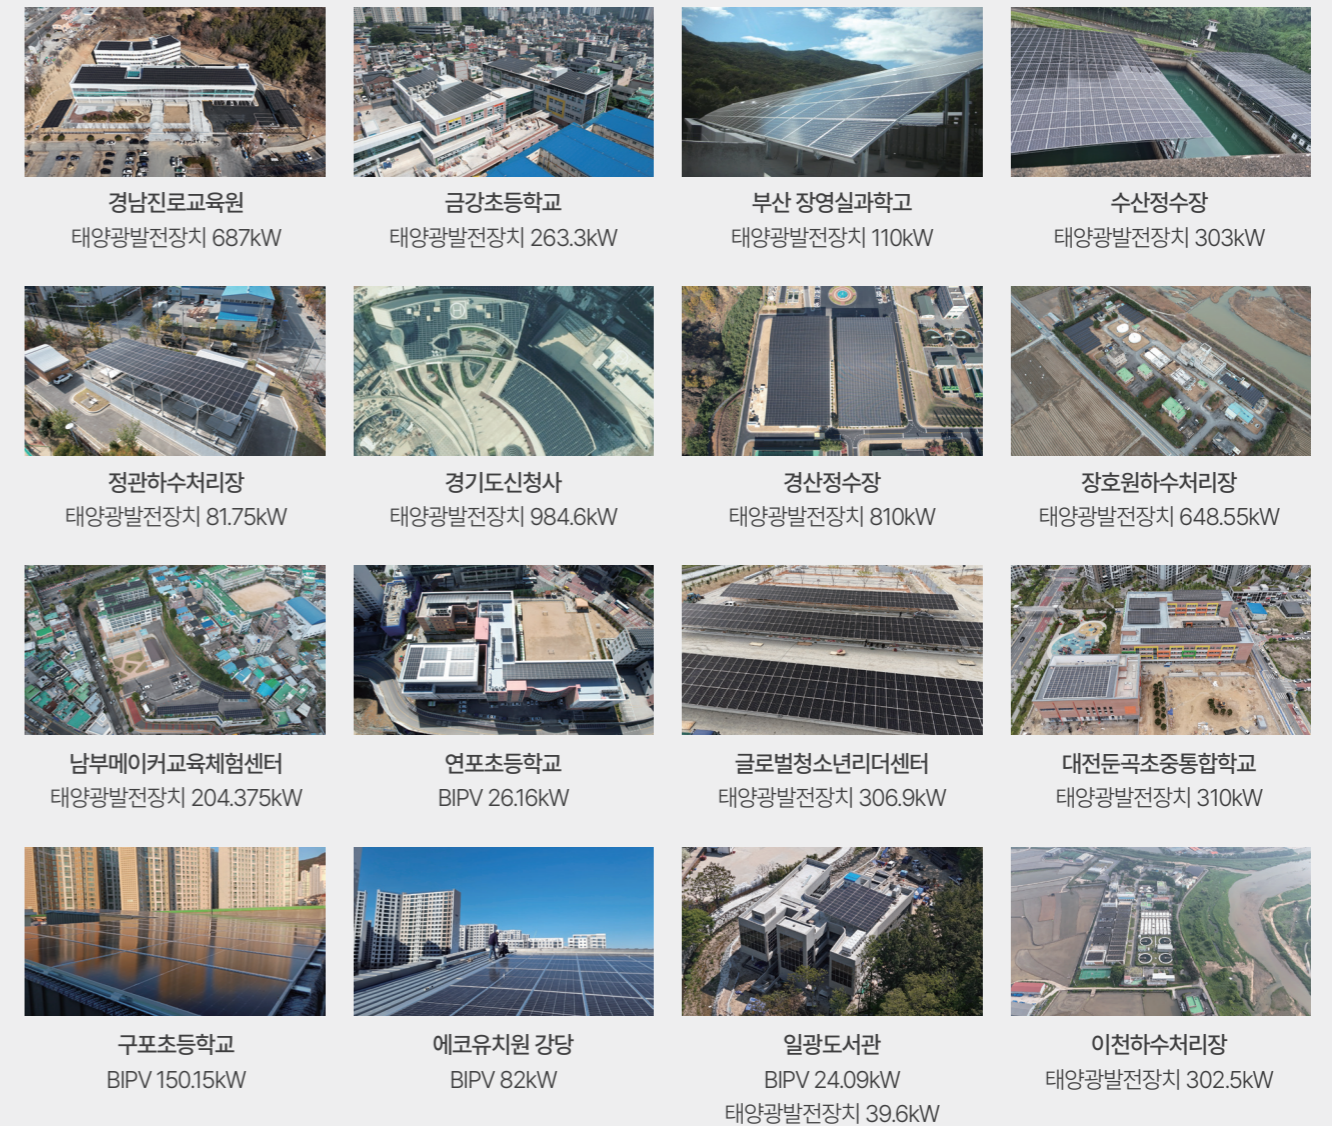 경남진로교육원
태양광발전장치 687kW
금강초등학교
태양광발전장치 263.3kW
부산 장영실과학고
태양광발전장치 110kW
수산정수장
태양광발전장치 303kW
정관하수처리장
태양광발전장치 81.75kW
경기도신청사
태양광발전장치 984.6kW
경산정수장
태양광발전장치 810kW
장호원하수처리장
태양광발전장치 648.55kW
남부메이커교육체험센터
태양광발전장치 204.375kW
연포초등학교
BIPV 26.16kW
글로벌청소년리더센터
태양광발전장치 306.9kW
대전둔곡초중통합학교
태양광발전장치 310kW
구포초등학교
BIPV 150.15kW
에코유치원 강당
BIPV 82kW
일광도서관
BIPV 24.09kW
태양광발전장치 39.6kW
이천하수처리장
태양광발전장치 302.5kW